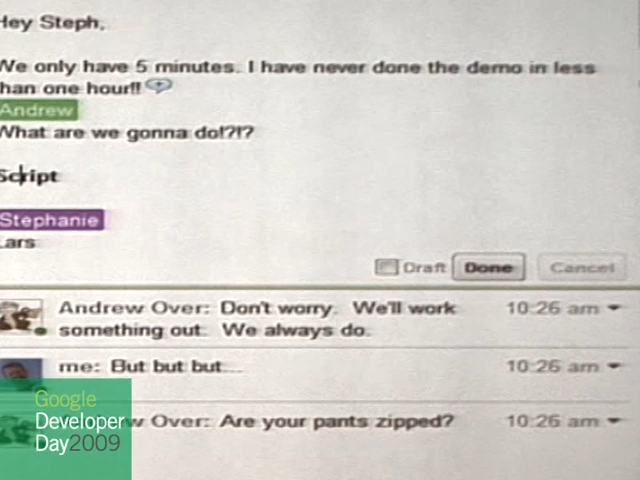 Hey Steph,
We only have 5 minutes. I have never done the demo in less
than one hour!!
Andrew
What are we gonna do!?!?
Script
Stephanie
Lars
Draft Done Cancel
Andrew Over: Don't worry. We'll work 10:26 am
something out. We always do.
me: But but but... 10:26 am
w Over: Are your pants zipped? 10:26 am
Google
Developer
Day2009